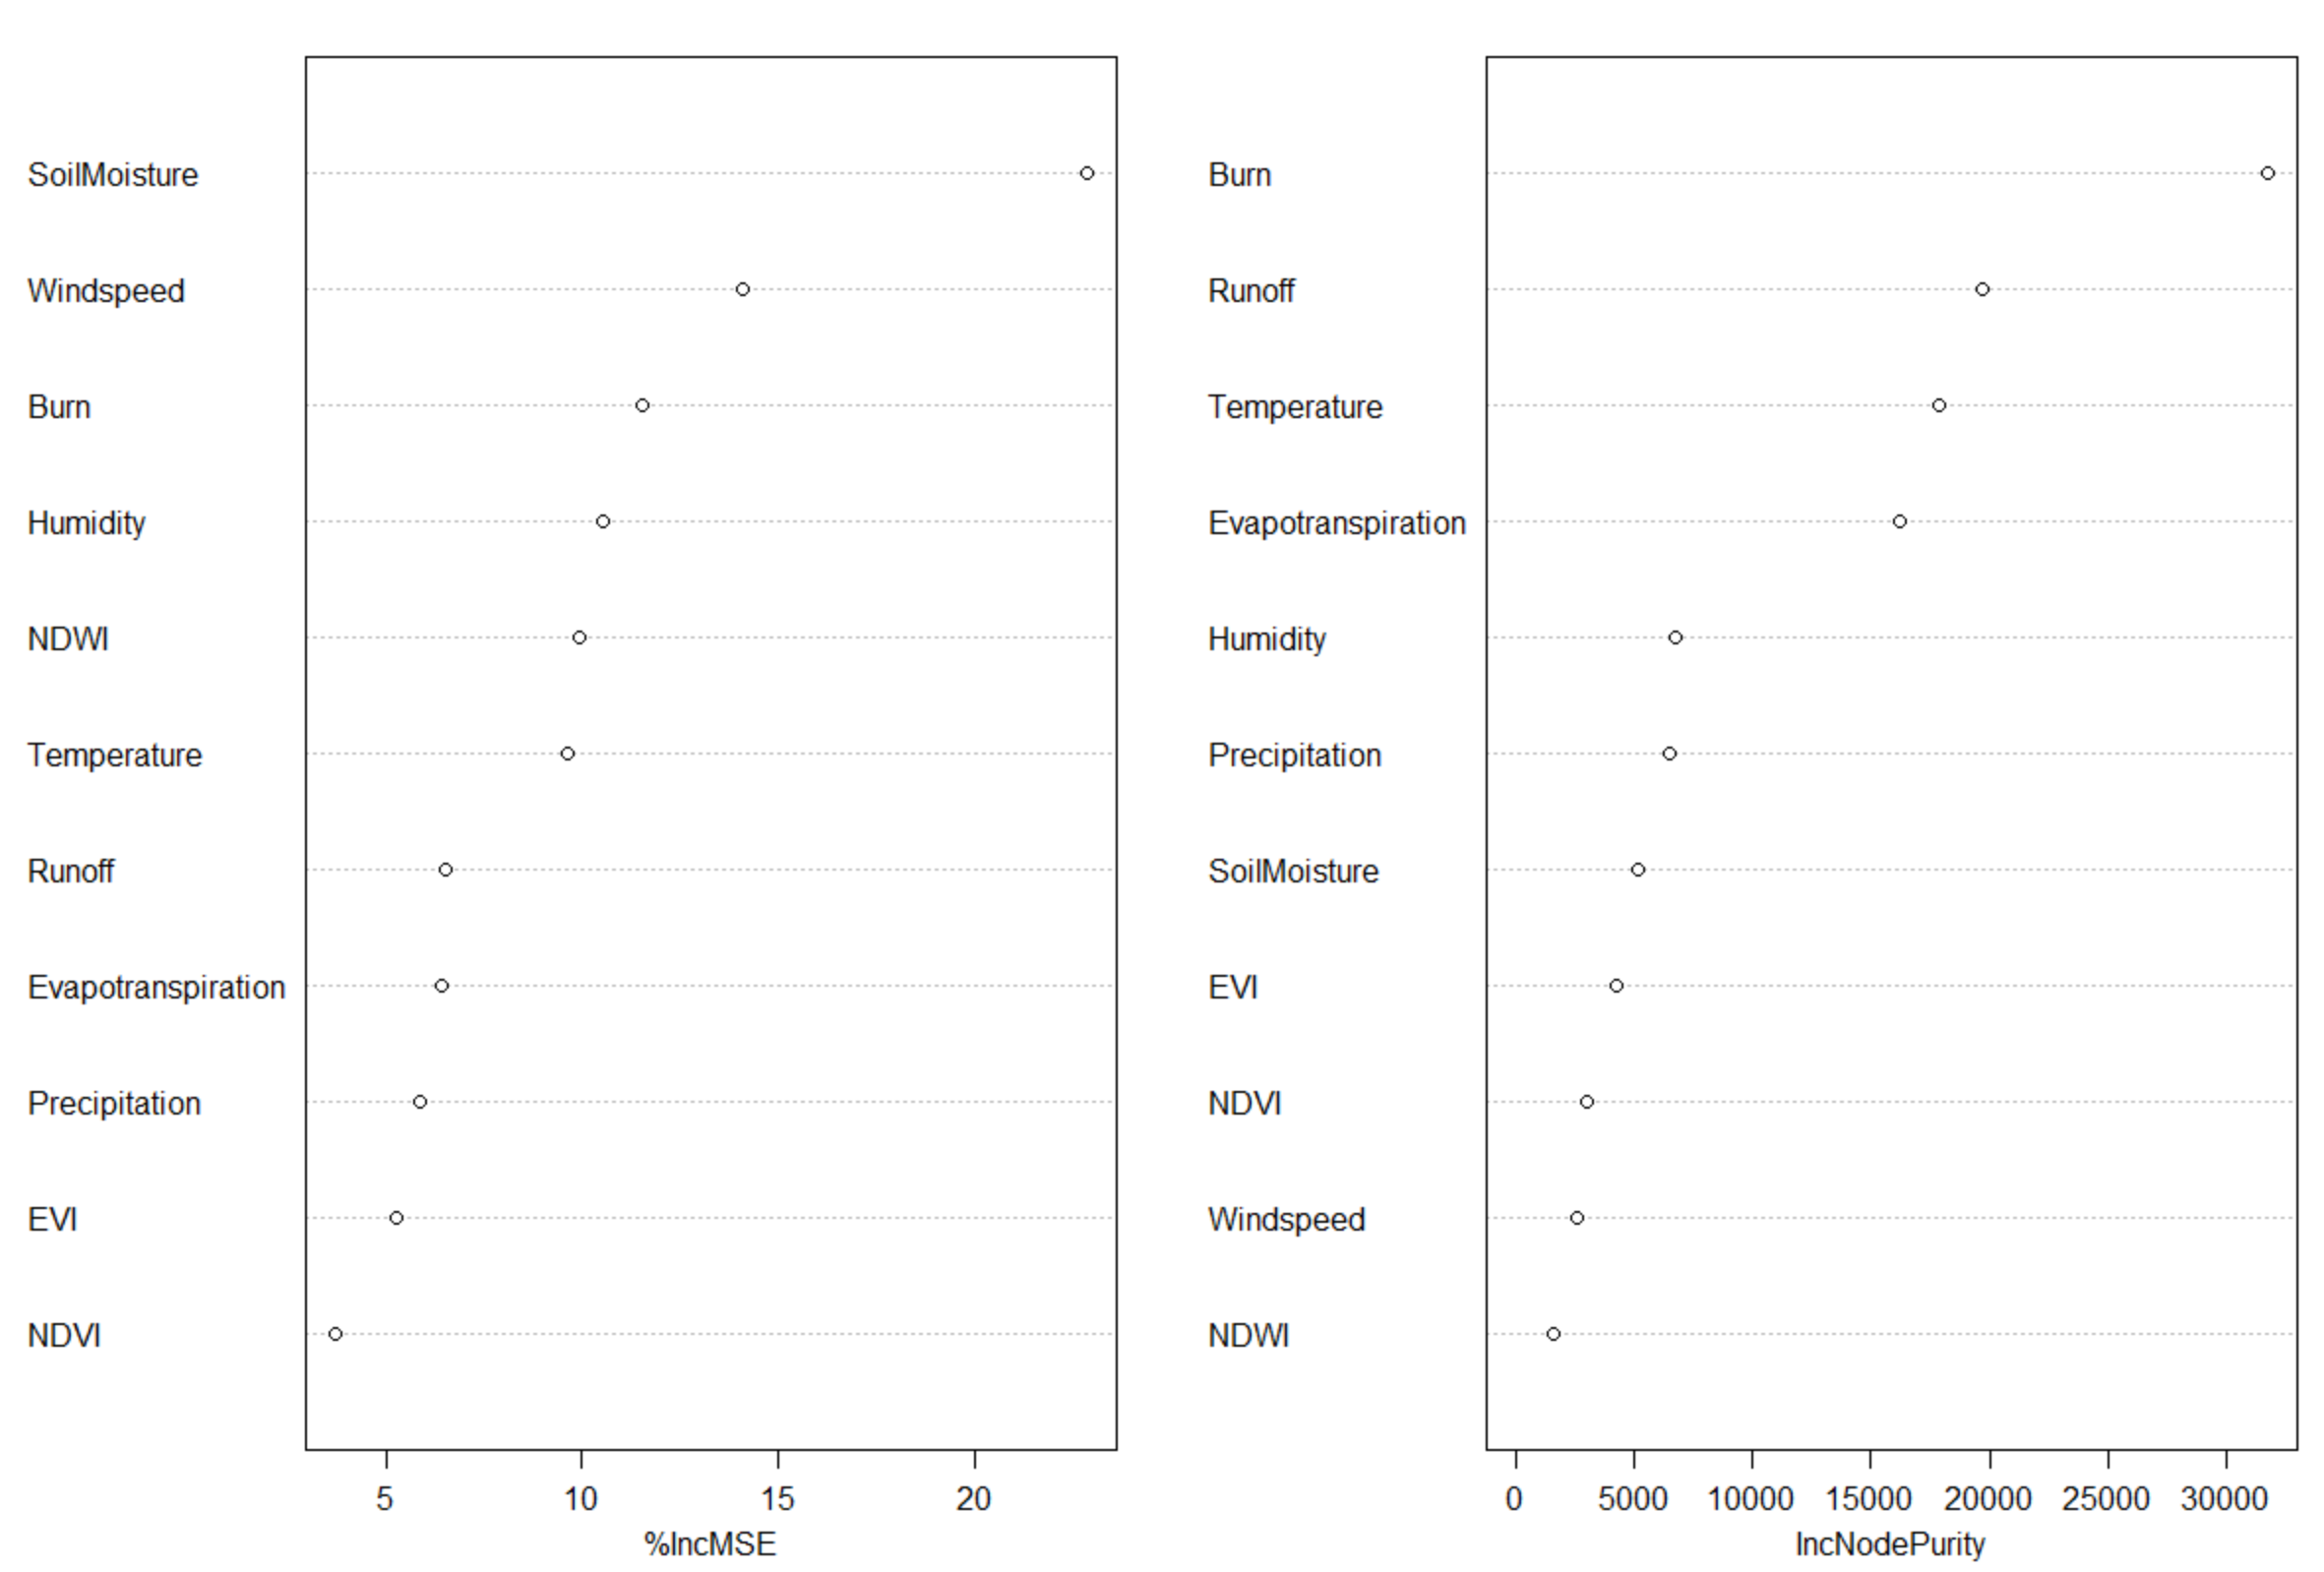 SoilMoisture
Windspeed
Burn
Humidity
NDWI
Temperature
Runoff
Evapotranspiration
Precipitation
EVI
NDVI
5 10 15 20
%IncMSE
Burn
Runoff
Temperature
Evapotranspiration
Humidity
Precipitation
SoilMoisture
EVI
NDVI
Windspeed
NDWI
0 5000 10000 15000 20000 25000 30000
IncNodePurity